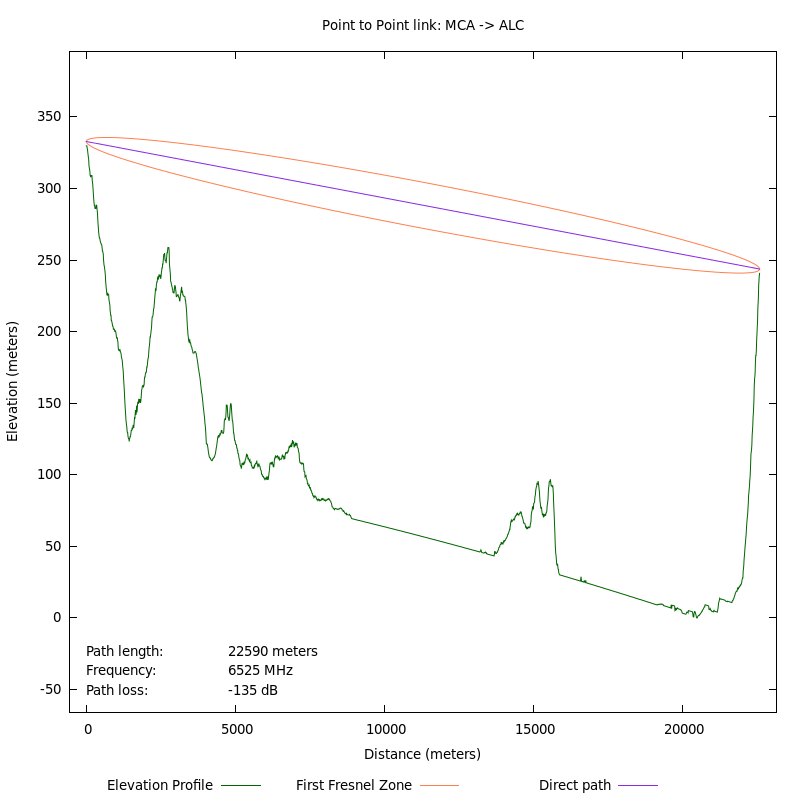 Point to Point link: MCA -> ALC
350
300
250
200
150
100
50
0
-50
Elevation (meters)
Path length: 22590 meters
Frequency: 6525 MHz
Path loss: -135 dB
0 5000 10000 15000 20000
Distance (meters)
Elevation Profile First Fresnel Zone Direct path